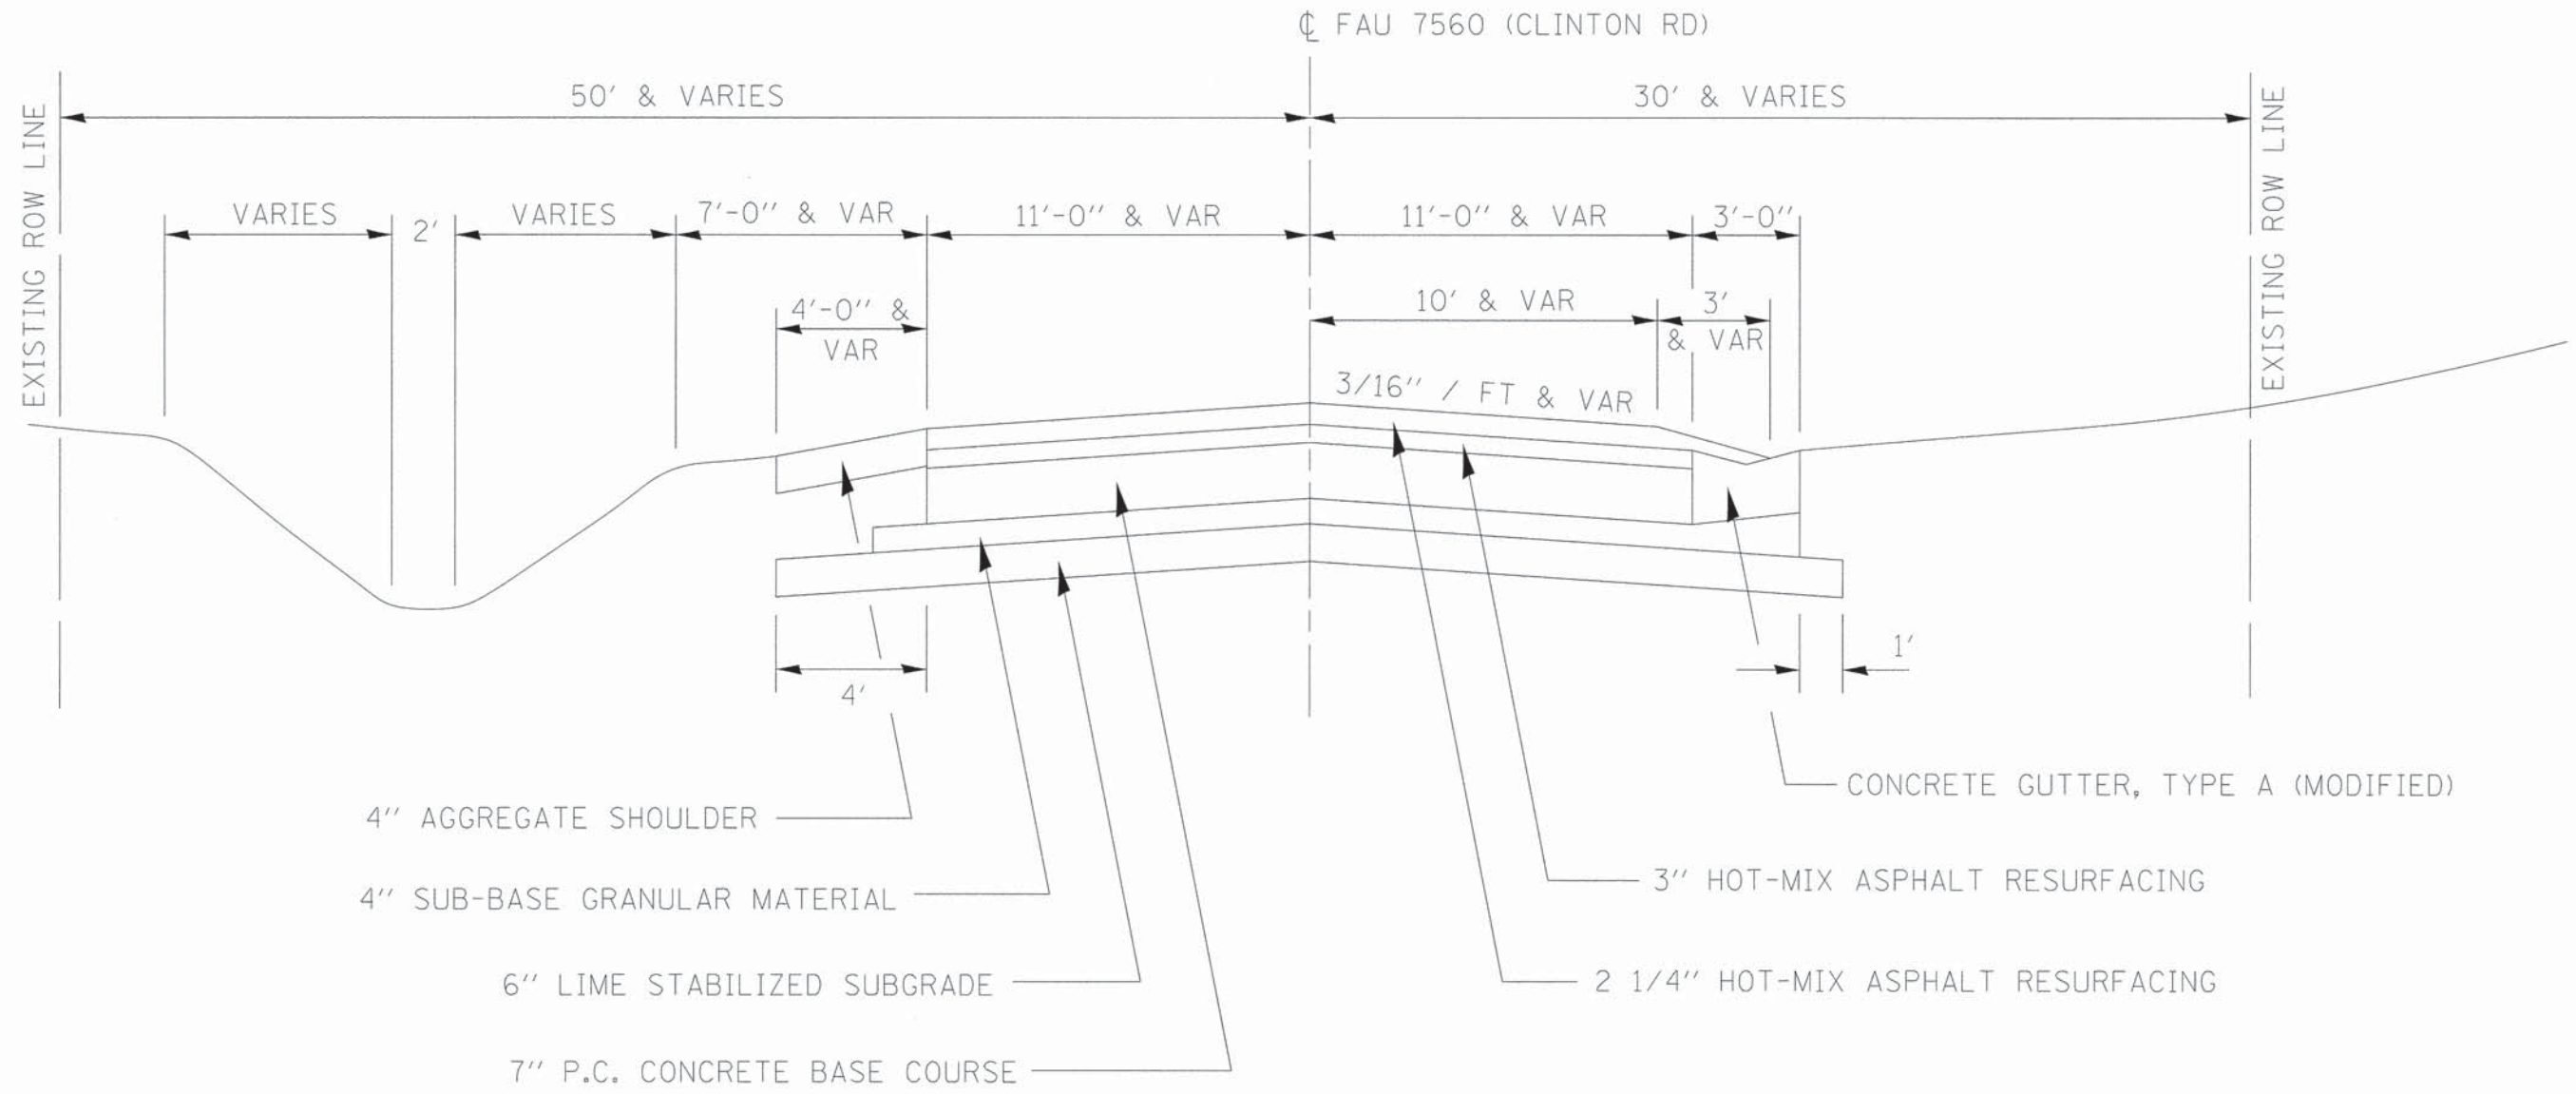 ℄ FAU 7560 (CLINTON RD)
50' & VARIES
30' & VARIES
EXISTING ROW LINE
EXISTING ROW LINE
VARIES
2'
VARIES
7'-0" & VAR
11'-0" & VAR
11'-0" & VAR
3'-0"
4'-0" &
VAR
10' & VAR
3'
& VAR
3/16" / FT & VAR
4'
1'
CONCRETE GUTTER, TYPE A (MODIFIED)
4" AGGREGATE SHOULDER
3" HOT-MIX ASPHALT RESURFACING
4" SUB-BASE GRANULAR MATERIAL
6" LIME STABILIZED SUBGRADE
2 1/4" HOT-MIX ASPHALT RESURFACING
7" P.C. CONCRETE BASE COURSE